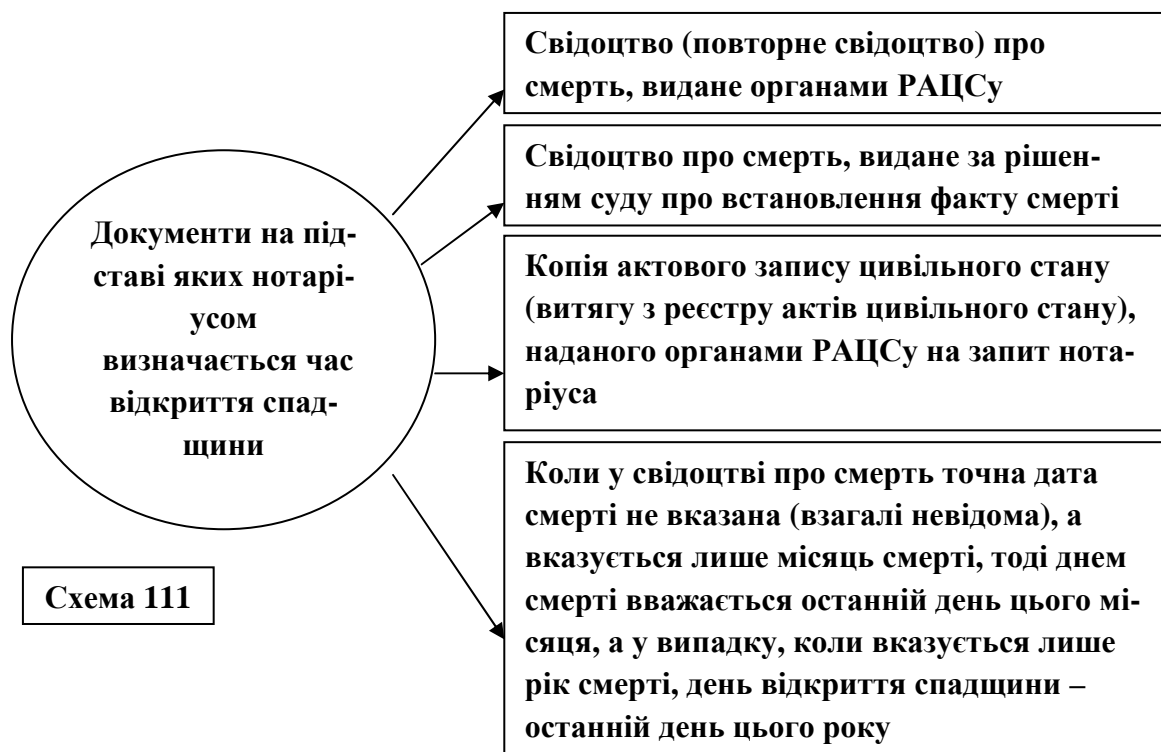 Документи на під-
ставі яких нотарі-
усом
визначається час
відкриття спад-
щини
Свідоцтво (повторне свідоцтво) про
смерть, видане органами РАЦСу
Свідоцтво про смерть, видане за рішен-
ням суду про встановлення факту смерті
Копія актового запису цивільного стану
(витягу з реєстру актів цивільного стану),
наданого органами РАЦСу на запит нота-
ріуса
Коли у свідоцтві про смерть точна дата
смерті не вказана (взагалі невідома), а
вказується лише місяць смерті, тоді днем
смерті вважається останній день цього мі-
сяця, а у випадку, коли вказується лише
рік смерті, день відкриття спадщини –
останній день цього року
Схема 111